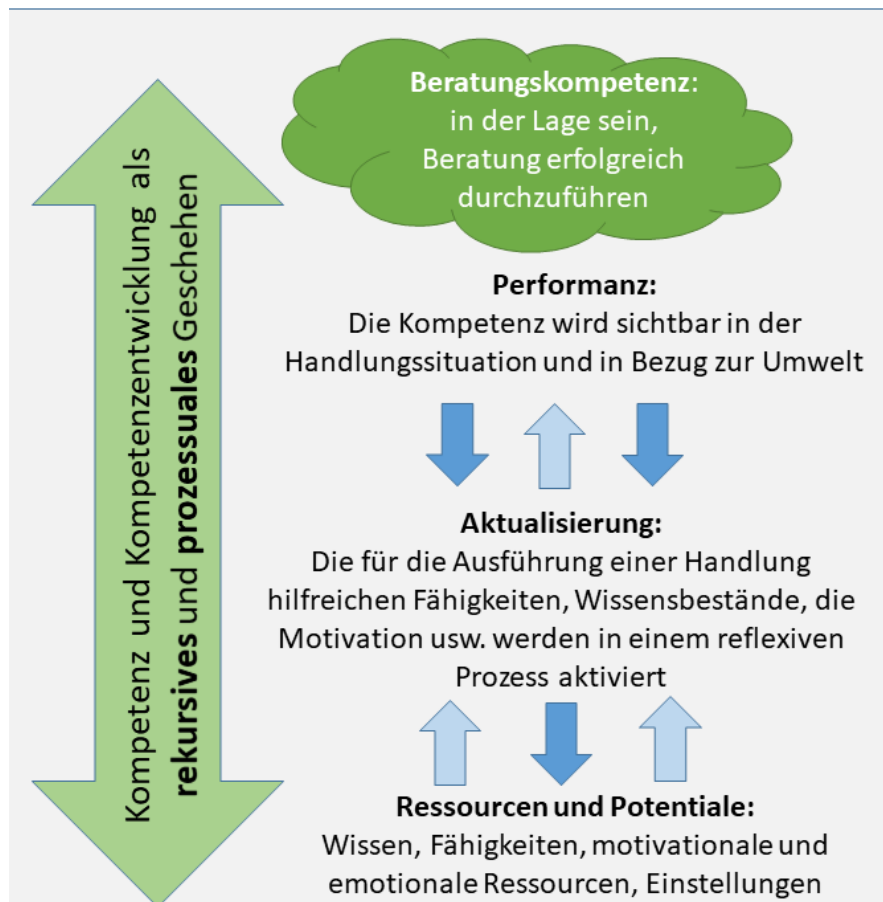 Kompetenz und Kompetenzentwicklung als
rekursives und prozessuales Geschehen
Beratungskompetenz:
in der Lage sein,
Beratung erfolgreich
durchzuführen
Performanz:
Die Kompetenz wird sichtbar in der
Handlungssituation und in Bezug zur Umwelt
Aktualisierung:
Die für die Ausführung einer Handlung
hilfreichen Fähigkeiten, Wissensbestände, die
Motivation usw. werden in einem reflexiven
Prozess aktiviert
Ressourcen und Potentiale:
Wissen, Fähigkeiten, motivationale und
emotionale Ressourcen, Einstellungen